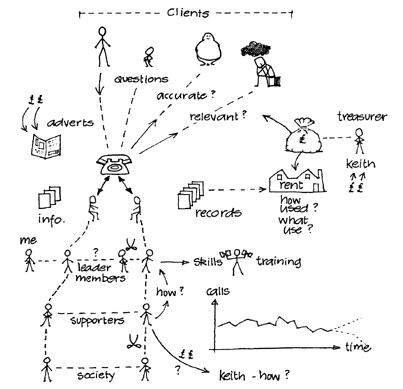 Clients
questions
accurate?
relevant?
££
adverts
£
treasurer
keith
££
rent
how
used?
what
use?
info.
records
me
?
leader
members
skills
training
how?
calls
supporters
time
££
?
society
keith - how?